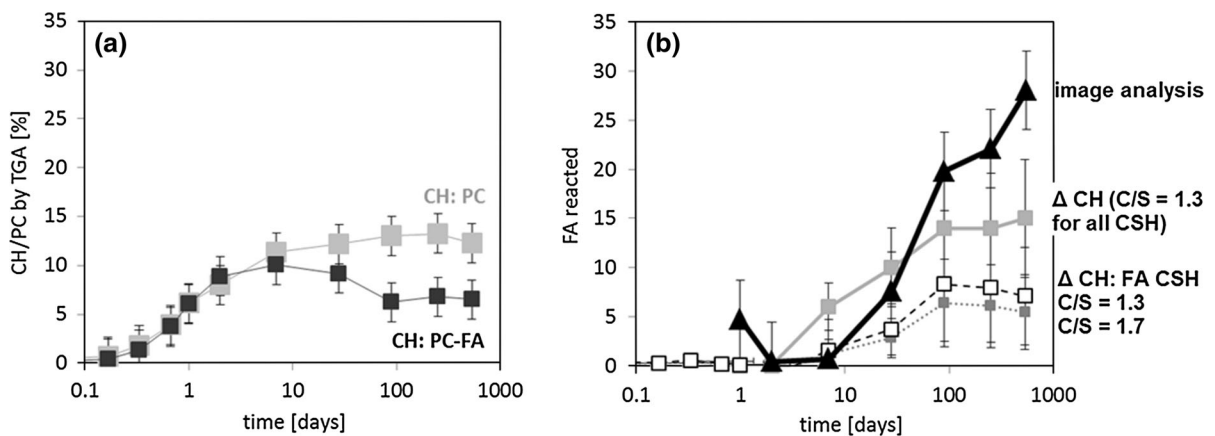 (a)
CH/PC by TGA [%]
35
30
25
20
15
10
5
0
CH: PC
CH: PC-FA
0.1
1
10
100
1000
time [days]
(b)
FA reacted
35
30
25
20
15
10
5
0
image analysis
Δ CH (C/S = 1.3
for all CSH)
Δ CH: FA CSH
C/S = 1.3
C/S = 1.7
0.1
1
10
100
1000
time [days]